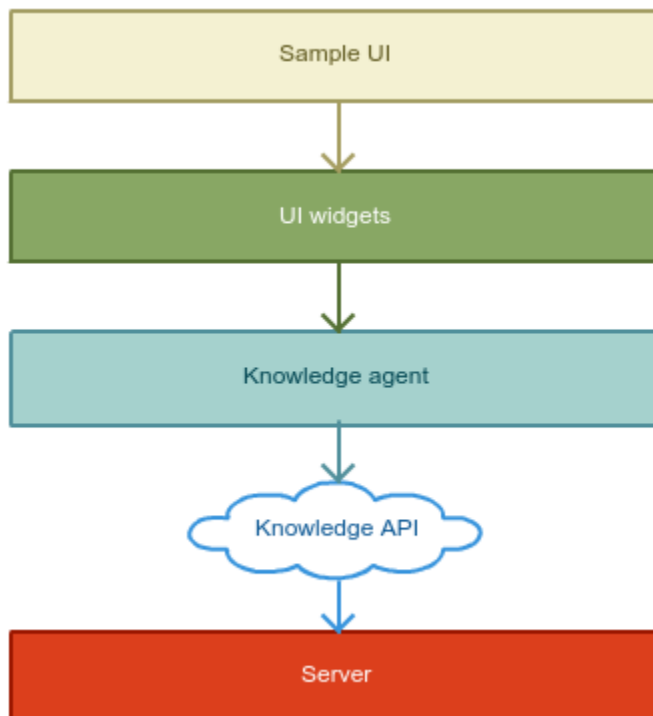 Sample UI
UI widgets
Knowledge agent
Knowledge API
Server